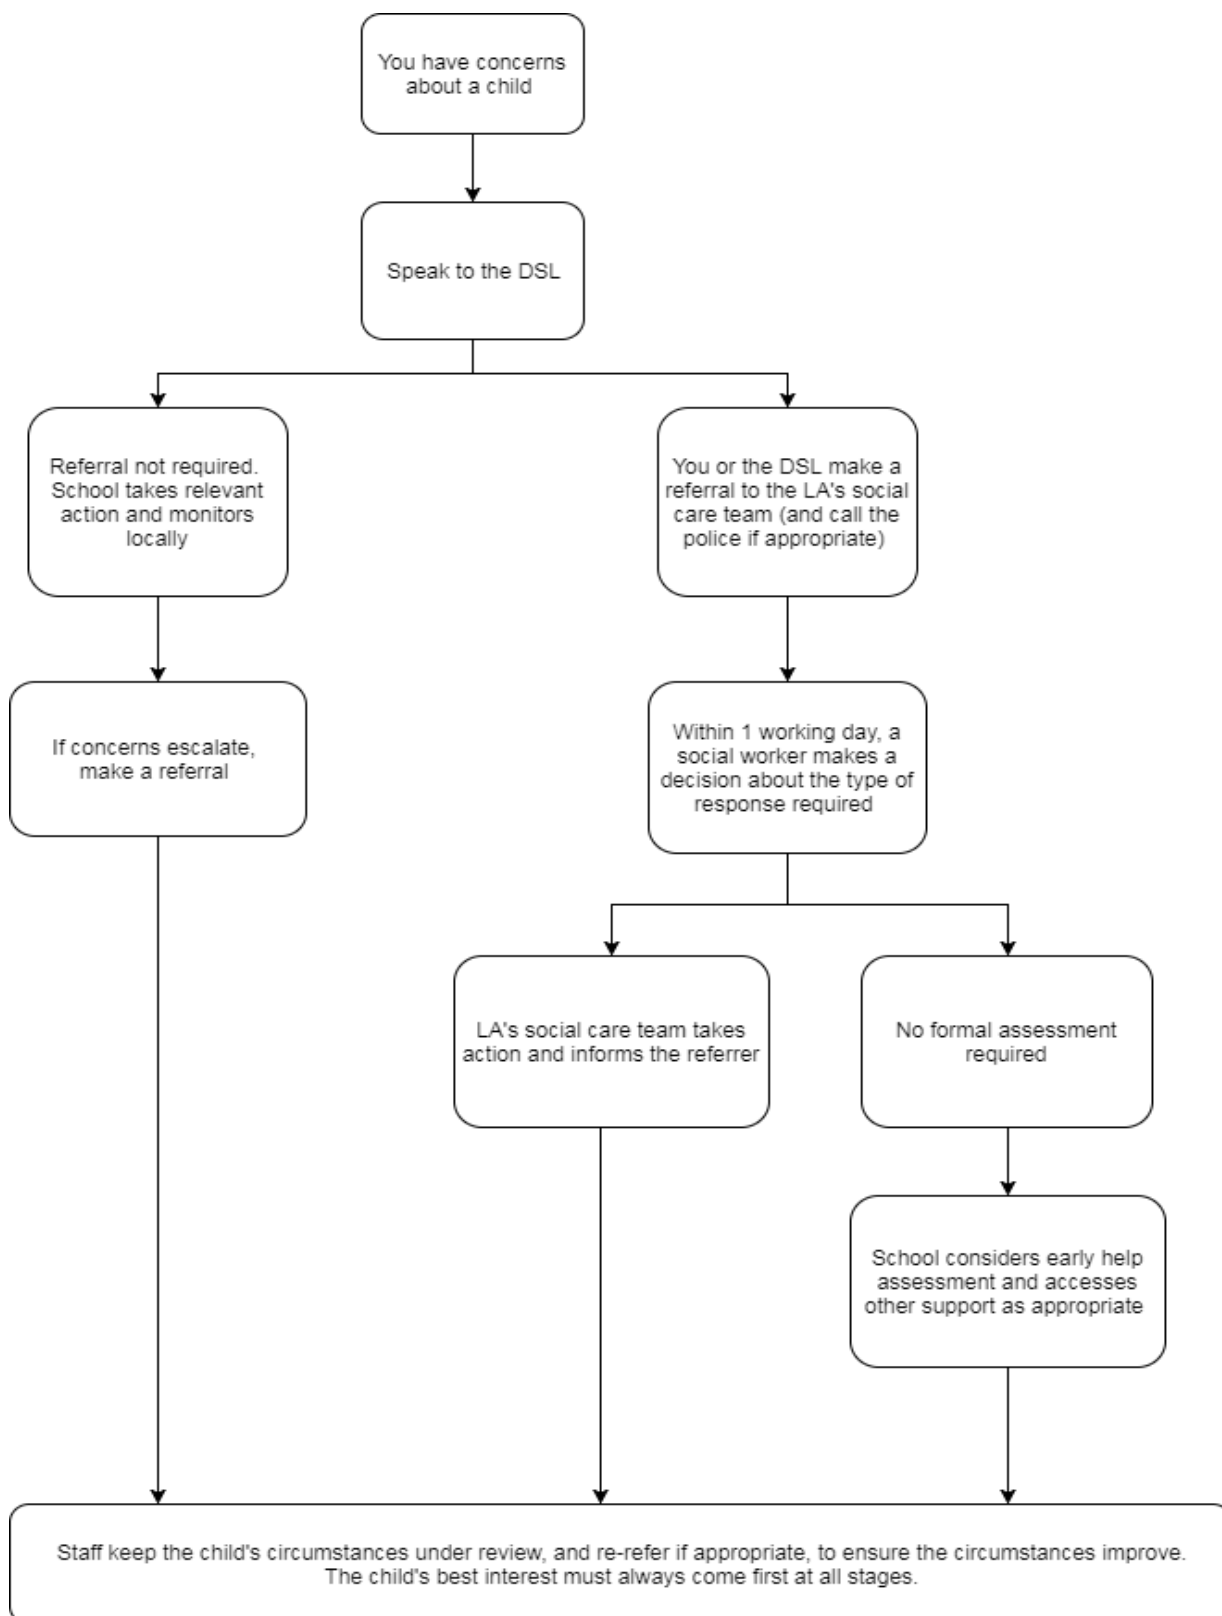 You have concerns
about a child
Speak to the DSL
Referral not required.
School takes relevant
action and monitors
locally
You or the DSL make a
referral to the LA's social
care team (and call the
police if appropriate)
If concerns escalate,
make a referral
Within 1 working day, a
social worker makes a
decision about the type of
response required
LA's social care team takes
action and informs the referrer
No formal assessment
required
School considers early help
assessment and accesses
other support as appropriate
Staff keep the child's circumstances under review, and re-refer if appropriate, to ensure the circumstances improve.
The child's best interest must always come first at all stages.